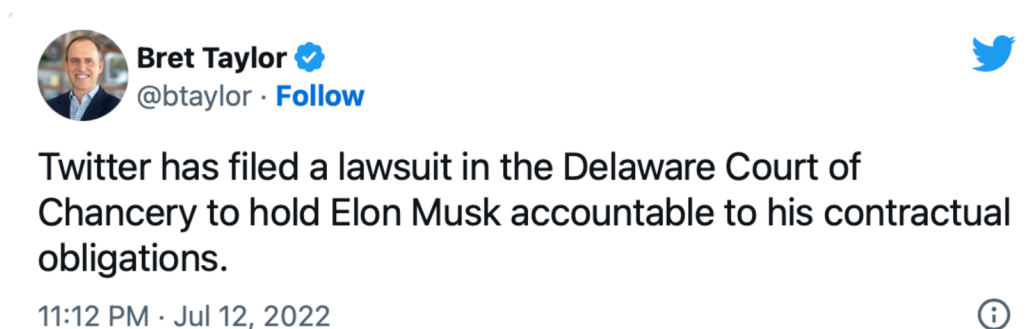 Bret Taylor
@btaylor · Follow
Twitter has filed a lawsuit in the Delaware Court of
Chancery to hold Elon Musk accountable to his contractual
obligations.
11:12 PM · Jul 12, 2022